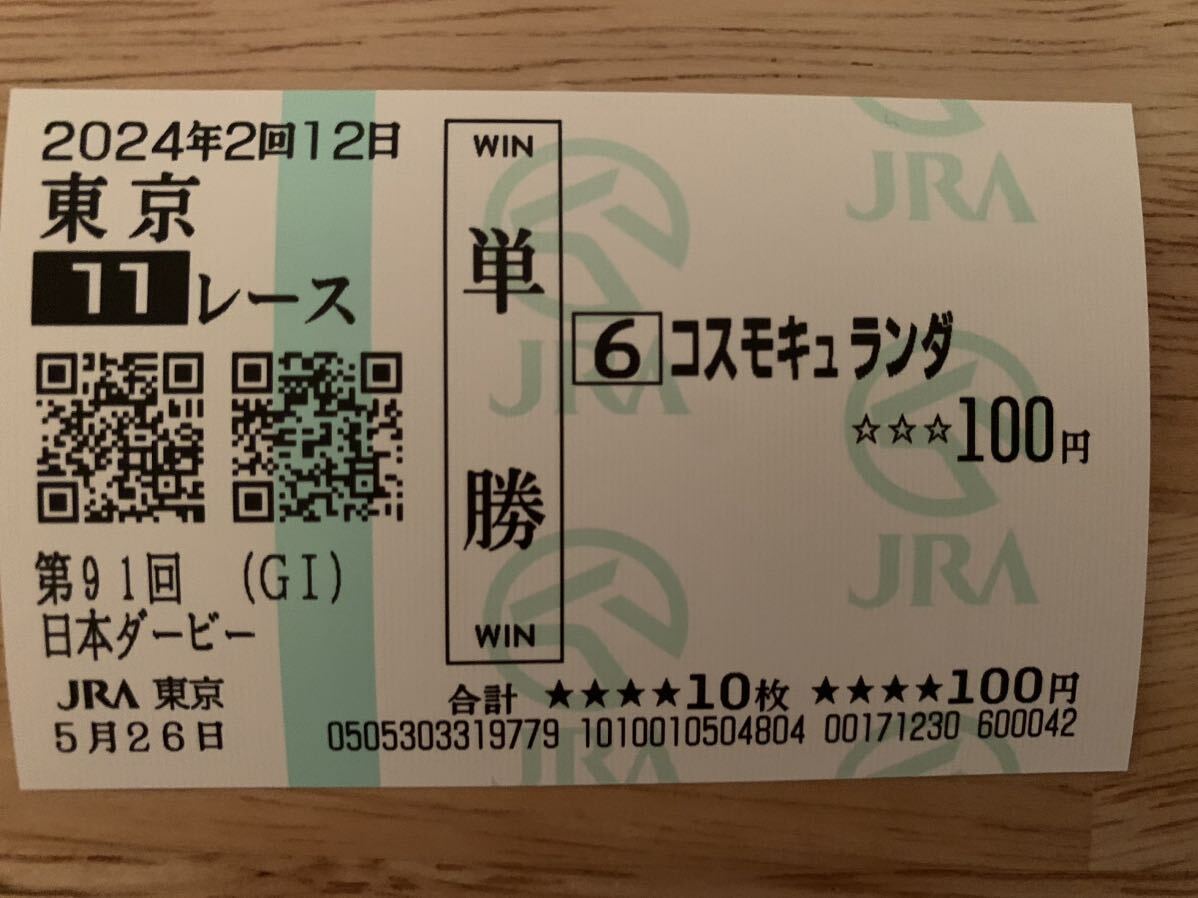 2024年2回12日
東京
11レース
第91回 (GI)
日本ダービー
JRA 東京
5月26日
WIN
単勝
WIN
6 コスモキュランダ
☆☆☆100円
合計 ★★★★10枚 ★★★★100円
0505303319779 1010010504804 00171230 600042
JRA
JRA
JRA
JRA